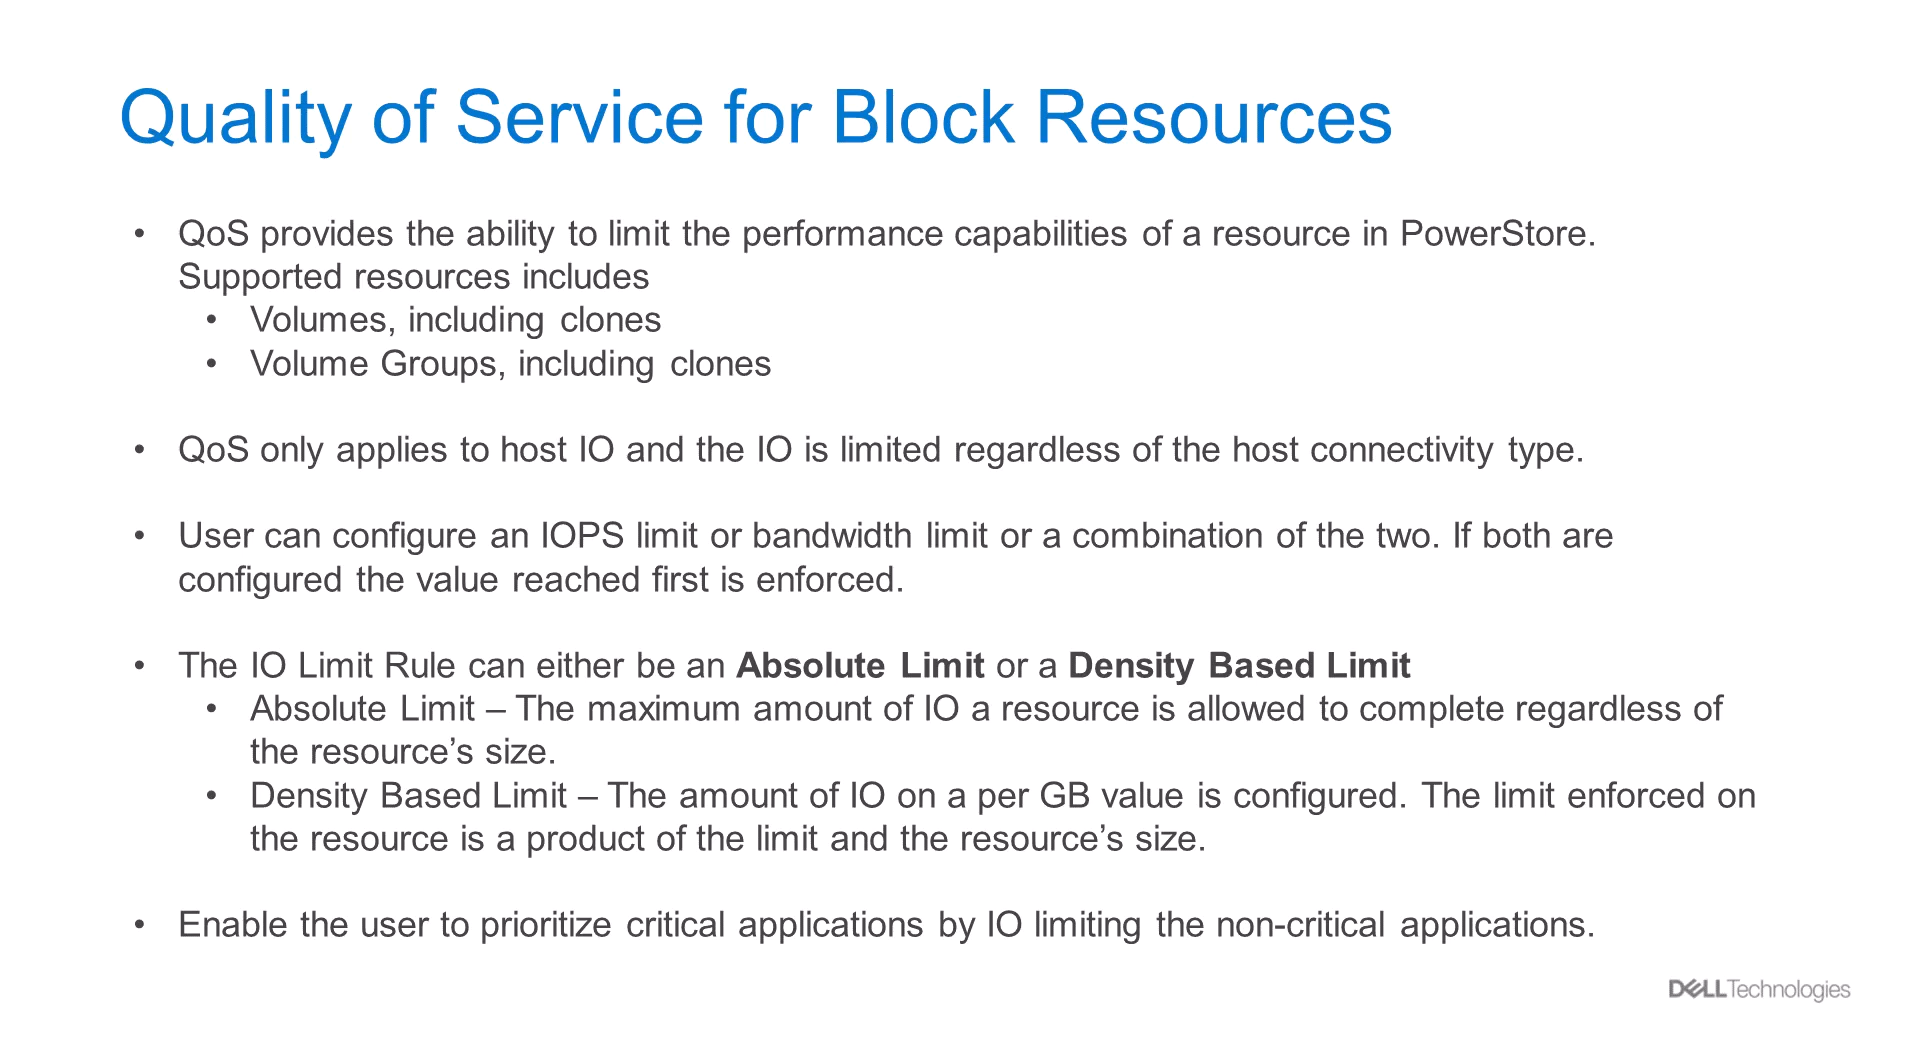 Quality of Service for Block Resources
• QoS provides the ability to limit the performance capabilities of a resource in PowerStore.
Supported resources includes
• Volumes, including clones
• Volume Groups, including clones
• QoS only applies to host IO and the IO is limited regardless of the host connectivity type.
• User can configure an IOPS limit or bandwidth limit or a combination of the two. If both are
configured the value reached first is enforced.
• The IO Limit Rule can either be an Absolute Limit or a Density Based Limit
• Absolute Limit – The maximum amount of IO a resource is allowed to complete regardless of
the resource’s size.
• Density Based Limit – The amount of IO on a per GB value is configured. The limit enforced on
the resource is a product of the limit and the resource’s size.
• Enable the user to prioritize critical applications by IO limiting the non-critical applications.
DELL Technologies